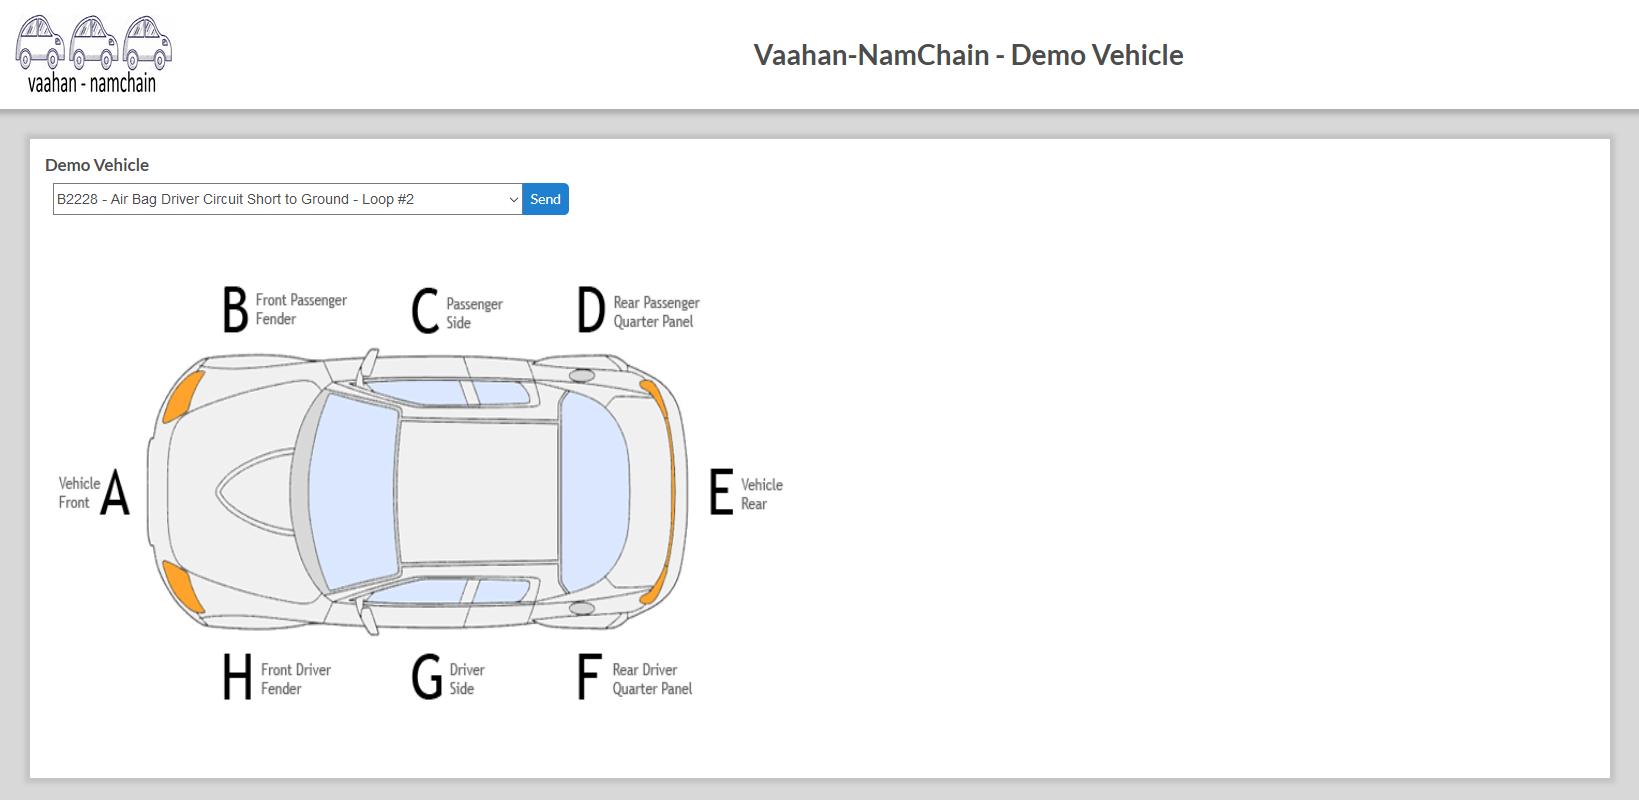 vaahan - namchain
Vaahan-NamChain - Demo Vehicle
Demo Vehicle
B2228 - Air Bag Driver Circuit Short to Ground - Loop #2
Send
B Front Passenger
Fender
C Passenger
Side
D Rear Passenger
Quarter Panel
Vehicle
Front A
E Vehicle
Rear
H Front Driver
Fender
G Driver
Side
F Rear Driver
Quarter Panel